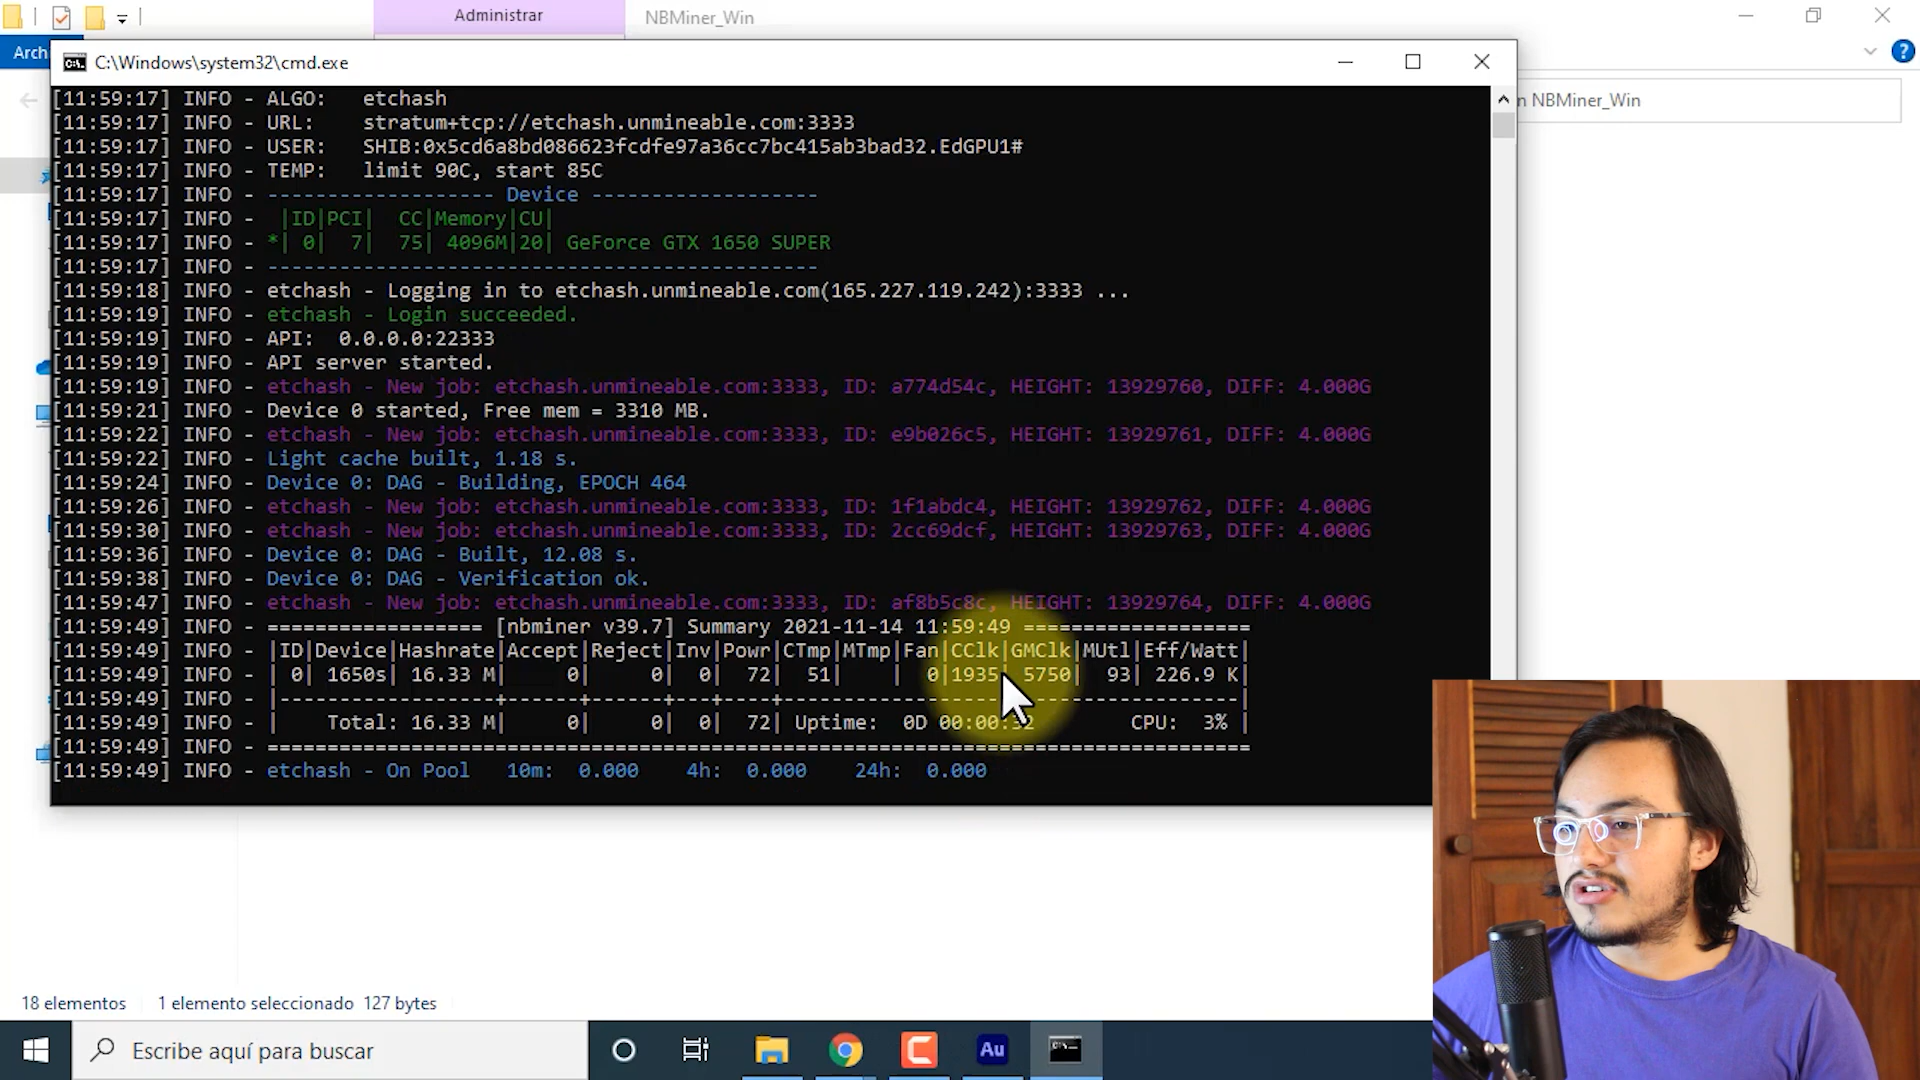 Administrar
NBMiner_Win
Arch
C:\Windows\system32\cmd.exe
n NBMiner_Win
[11:59:17] INFO - ALGO:   etchash
[11:59:17] INFO - URL:    stratum+tcp://etchash.unmineable.com:3333
[11:59:17] INFO - USER:   SHIB:0x5cd6a8bd086623fcdfe97a36cc7bc415ab3bad32.EdGPU1#
[11:59:17] INFO - TEMP:   limit 90C, start 85C
[11:59:17] INFO - ------------------- Device -------------------
[11:59:17] INFO -  |ID|PCI|  CC|Memory|CU|
[11:59:17] INFO - *| 0|  7|  75| 4096M|20| GeForce GTX 1650 SUPER
[11:59:17] INFO - ----------------------------------------------
[11:59:18] INFO - etchash - Logging in to etchash.unmineable.com(165.227.119.242):3333 ...
[11:59:19] INFO - etchash - Login succeeded.
[11:59:19] INFO - API:  0.0.0.0:22333
[11:59:19] INFO - API server started.
[11:59:19] INFO - etchash - New job: etchash.unmineable.com:3333, ID: a774d54c, HEIGHT: 13929760, DIFF: 4.000G
[11:59:21] INFO - Device 0 started, Free mem = 3310 MB.
[11:59:22] INFO - etchash - New job: etchash.unmineable.com:3333, ID: e9b026c5, HEIGHT: 13929761, DIFF: 4.000G
[11:59:22] INFO - Light cache built, 1.18 s.
[11:59:24] INFO - Device 0: DAG - Building, EPOCH 464
[11:59:26] INFO - etchash - New job: etchash.unmineable.com:3333, ID: 1f1abdc4, HEIGHT: 13929762, DIFF: 4.000G
[11:59:30] INFO - etchash - New job: etchash.unmineable.com:3333, ID: 2cc69dcf, HEIGHT: 13929763, DIFF: 4.000G
[11:59:36] INFO - Device 0: DAG - Built, 12.08 s.
[11:59:38] INFO - Device 0: DAG - Verification ok.
[11:59:47] INFO - etchash - New job: etchash.unmineable.com:3333, ID: af8b5c8c, HEIGHT: 13929764, DIFF: 4.000G
[11:59:49] INFO - ================== [nbminer v39.7] Summary 2021-11-14 11:59:49 ===================
[11:59:49] INFO - |ID|Device|Hashrate|Accept|Reject|Inv|Powr|CTmp|MTmp|Fan|CClk|GMClk|MUtl|Eff/Watt|
[11:59:49] INFO - | 0| 1650s| 16.33 M|     0|     0|  0|  72|  51|    |  0|1935| 5750|  93| 226.9 K|
[11:59:49] INFO - |------------------+------+------+---+----+--------------------------------------|
[11:59:49] INFO - |    Total: 16.33 M|     0|     0|  0|  72| Uptime:  0D 00:00:32        CPU:  3% |
[11:59:49] INFO - ==================================================================================
[11:59:49] INFO - etchash - On Pool   10m:  0.000    4h:  0.000    24h:  0.000
18 elementos   1 elemento seleccionado  127 bytes
Escribe aquí para buscar
Au